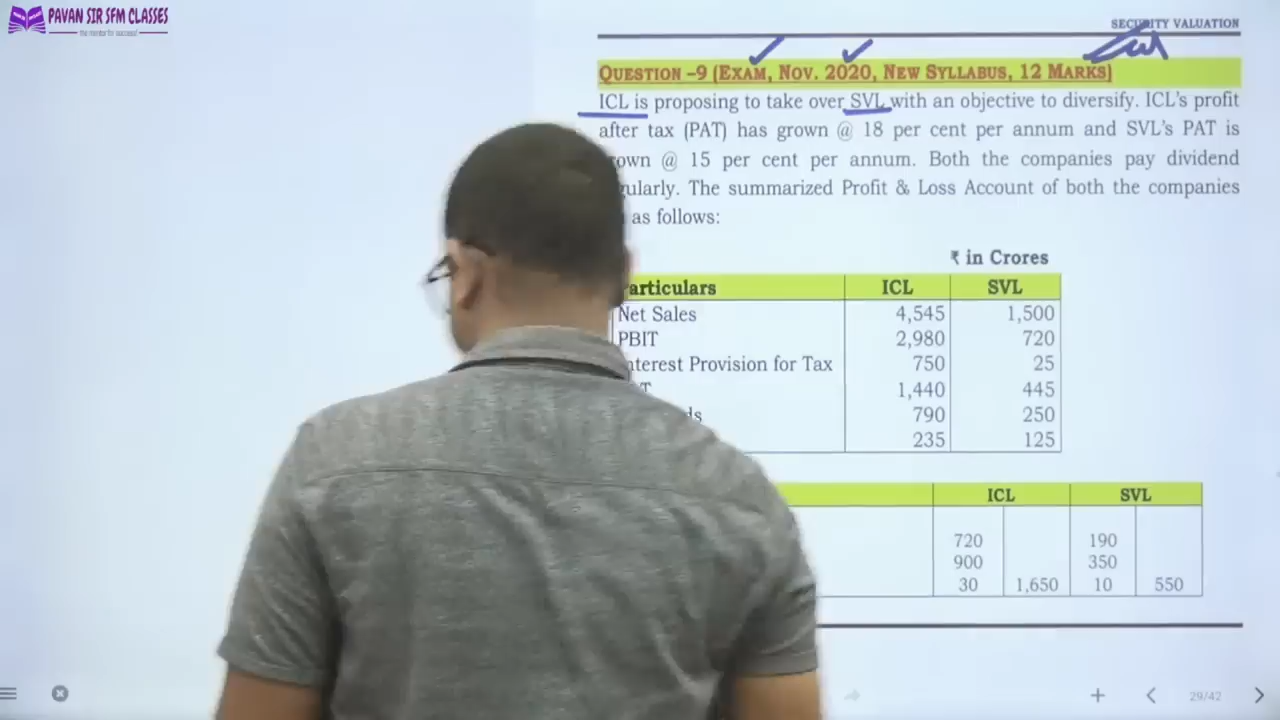 PAVAN SIR SFM CLASSES
the mentor for success!
SECURITY VALUATION
QUESTION –9 (EXAM, NOV. 2020, NEW SYLLABUS, 12 MARKS)
ICL is proposing to take over SVL with an objective to diversify. ICL's profit
after tax (PAT) has grown @ 18 per cent per annum and SVL's PAT is
@ 15 per cent per annum. Both the companies pay dividend
The summarized Profit & Loss Account of both the companies
as follows:
₹ in Crores
ICL SVL
Net Sales 4,545 1,500
PBIT 2,980 720
Provision for Tax 750 25
1,440 445
790 250
235 125
ICL SVL
720 190
900 350
30 1,650 10 550
29/42